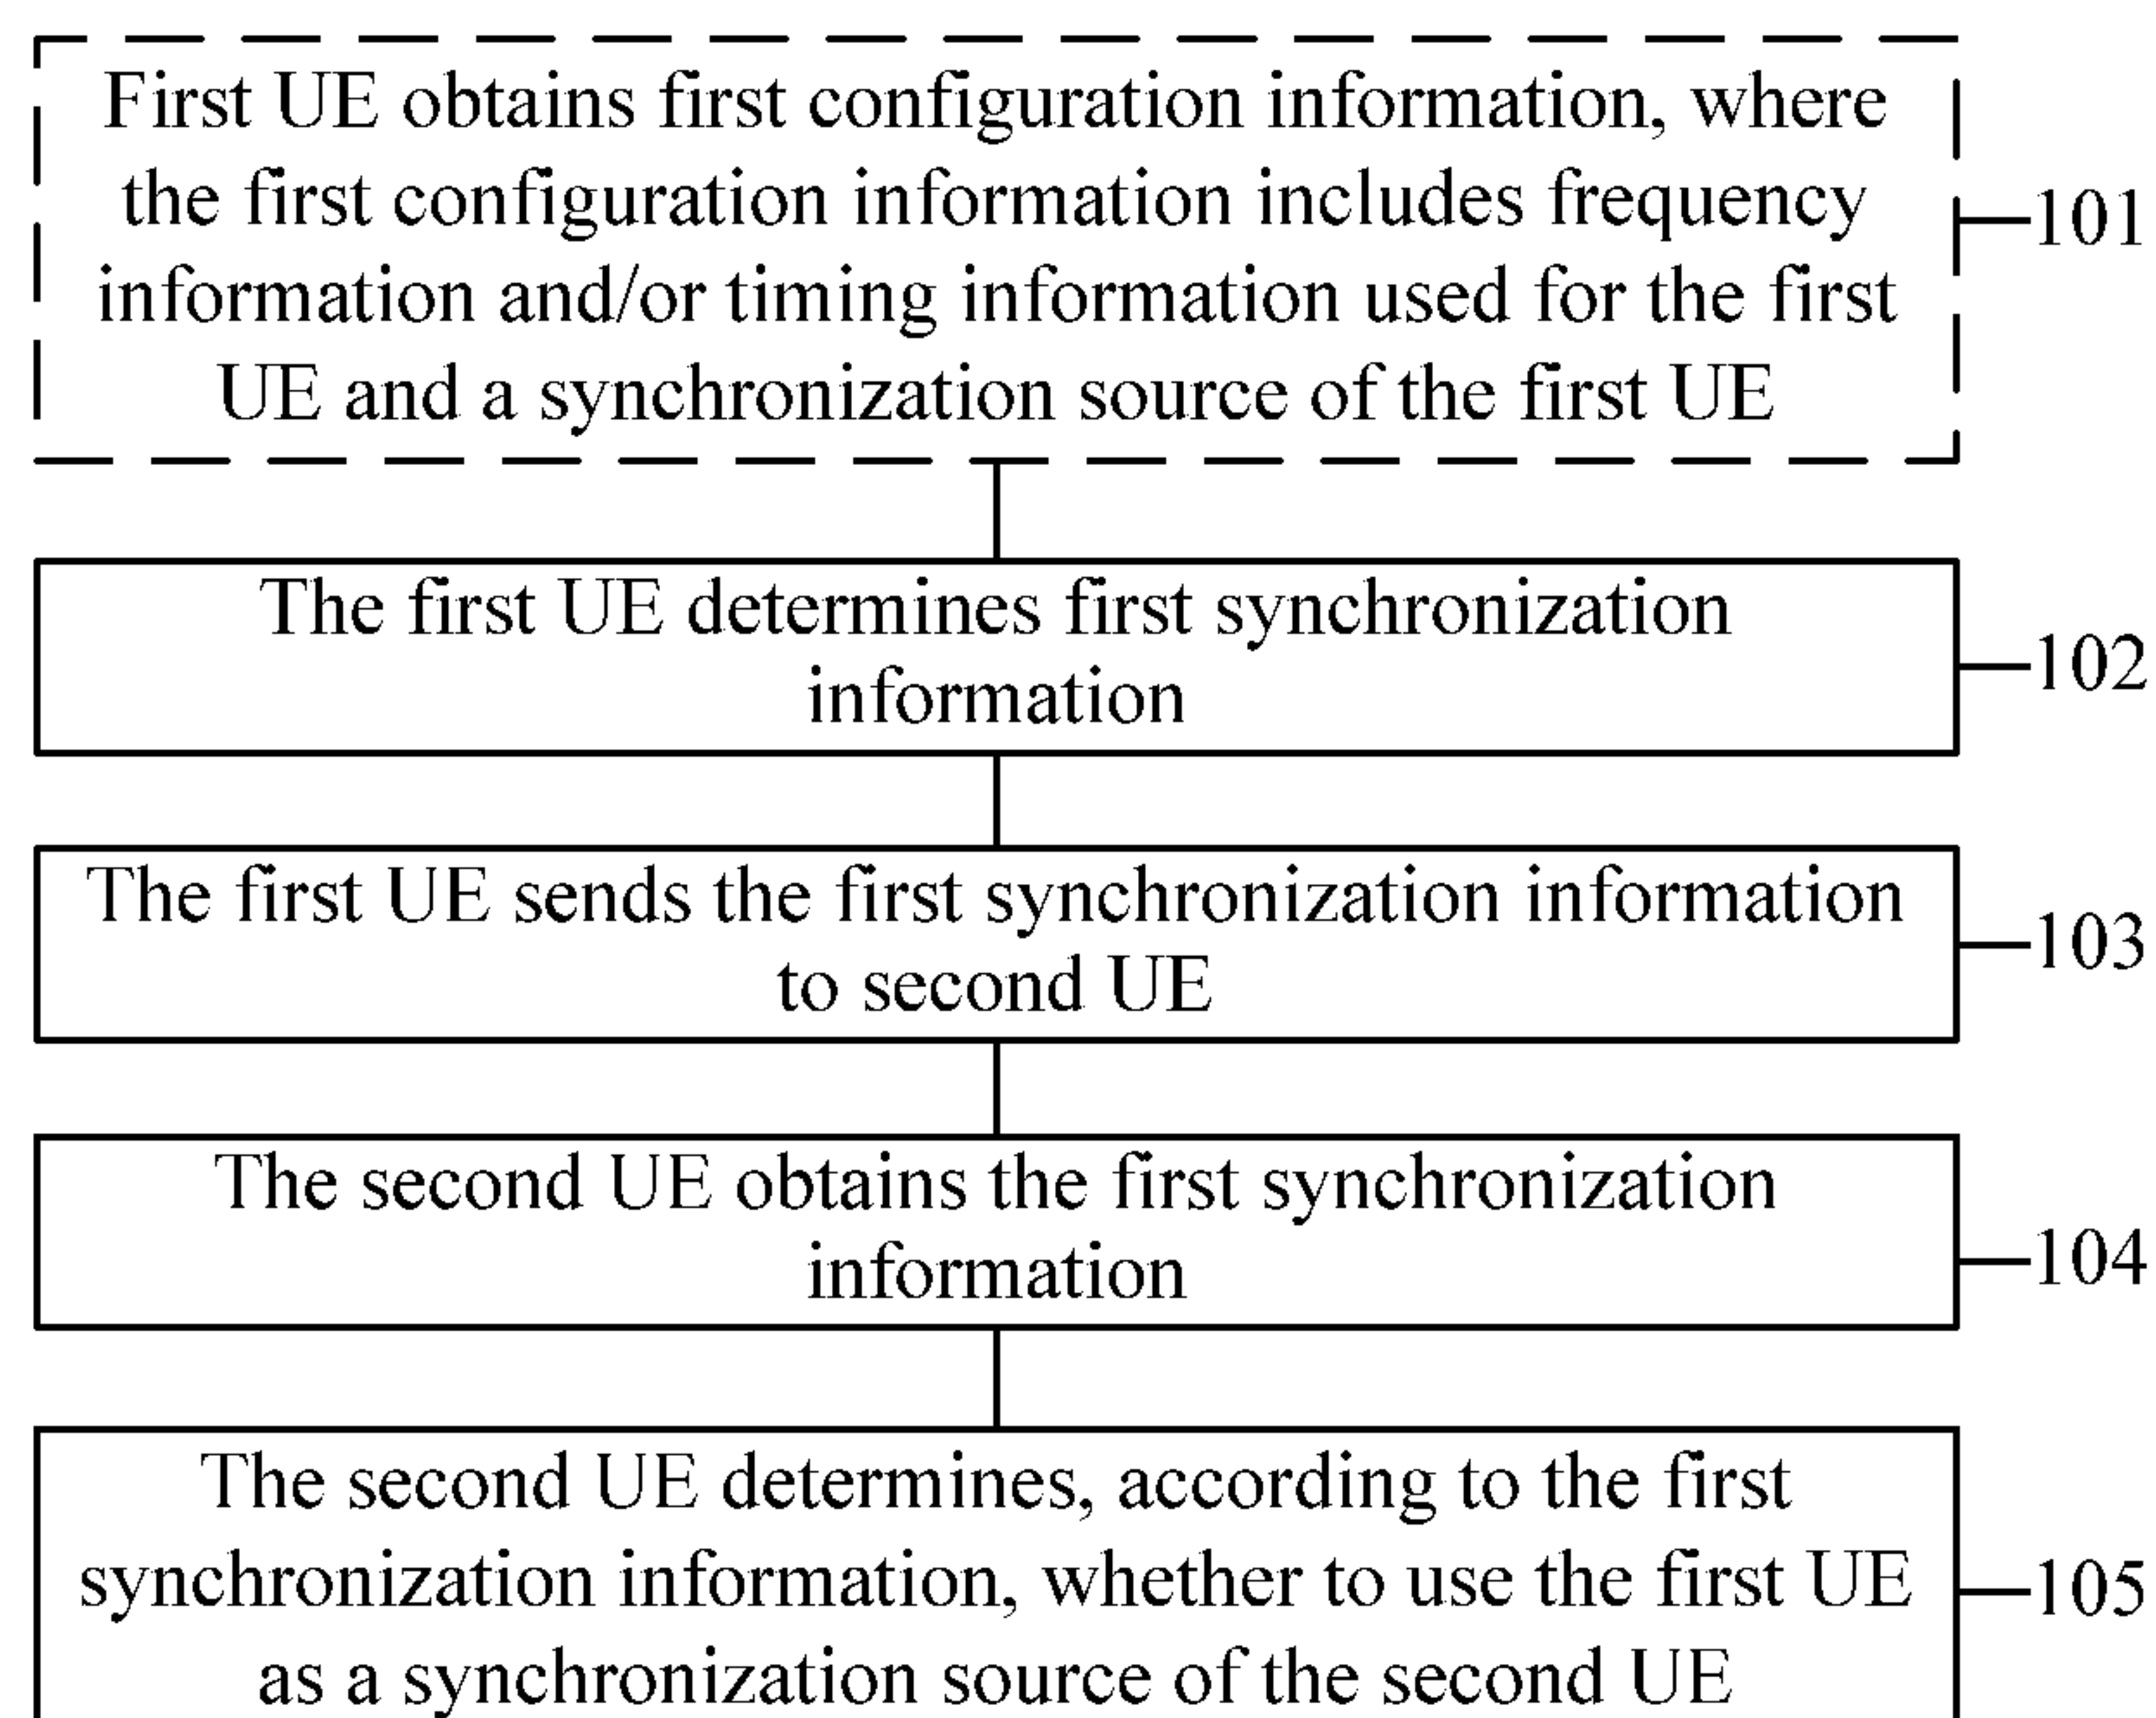 First UE obtains first configuration information, where
the first configuration information includes frequency
information and/or timing information used for the first
UE and a synchronization source of the first UE
101
The first UE determines first synchronization
information
102
The first UE sends the first synchronization information
to second UE
103
The second UE obtains the first synchronization
information
104
The second UE determines, according to the first
synchronization information, whether to use the first UE
as a synchronization source of the second UE
105